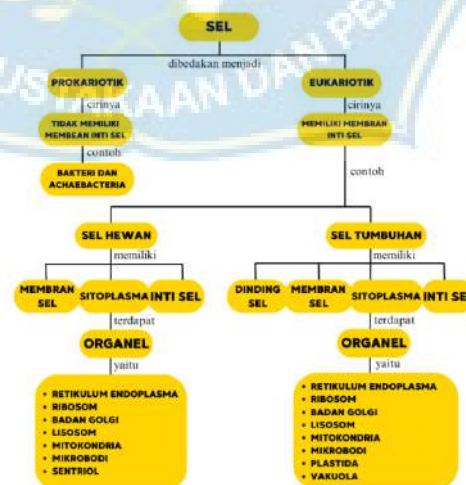 SEL
dibedakan menjadi
PROKARIOTIK
EUKARIOTIK
cirinya
cirinya
TIDAK MEMILIKI
MEMBEAN INTI SEL
MEMILIKI MEMBRAN
INTI SEL
contoh
contoh
BAKTERI DAN
ACHAEBACTERIA
SEL HEWAN
SEL TUMBUHAN
memiliki
memiliki
MEMBRAN
SEL
SITOPLASMA
INTI SEL
DINDING
SEL
MEMBRAN
SEL
SITOPLASMA
INTI SEL
terdapat
terdapat
ORGANEL
ORGANEL
yaitu
yaitu
• RETIKULUM ENDOPLASMA
• RIBOSOM
• BADAN GOLGI
• LISOSOM
• MITOKONDRIA
• MIKROBODI
• SENTRIOL
• RETIKULUM ENDOPLASMA
• RIBOSOM
• BADAN GOLGI
• LISOSOM
• MITOKONDRIA
• MIKROBODI
• PLASTIDA
• VAKUOLA